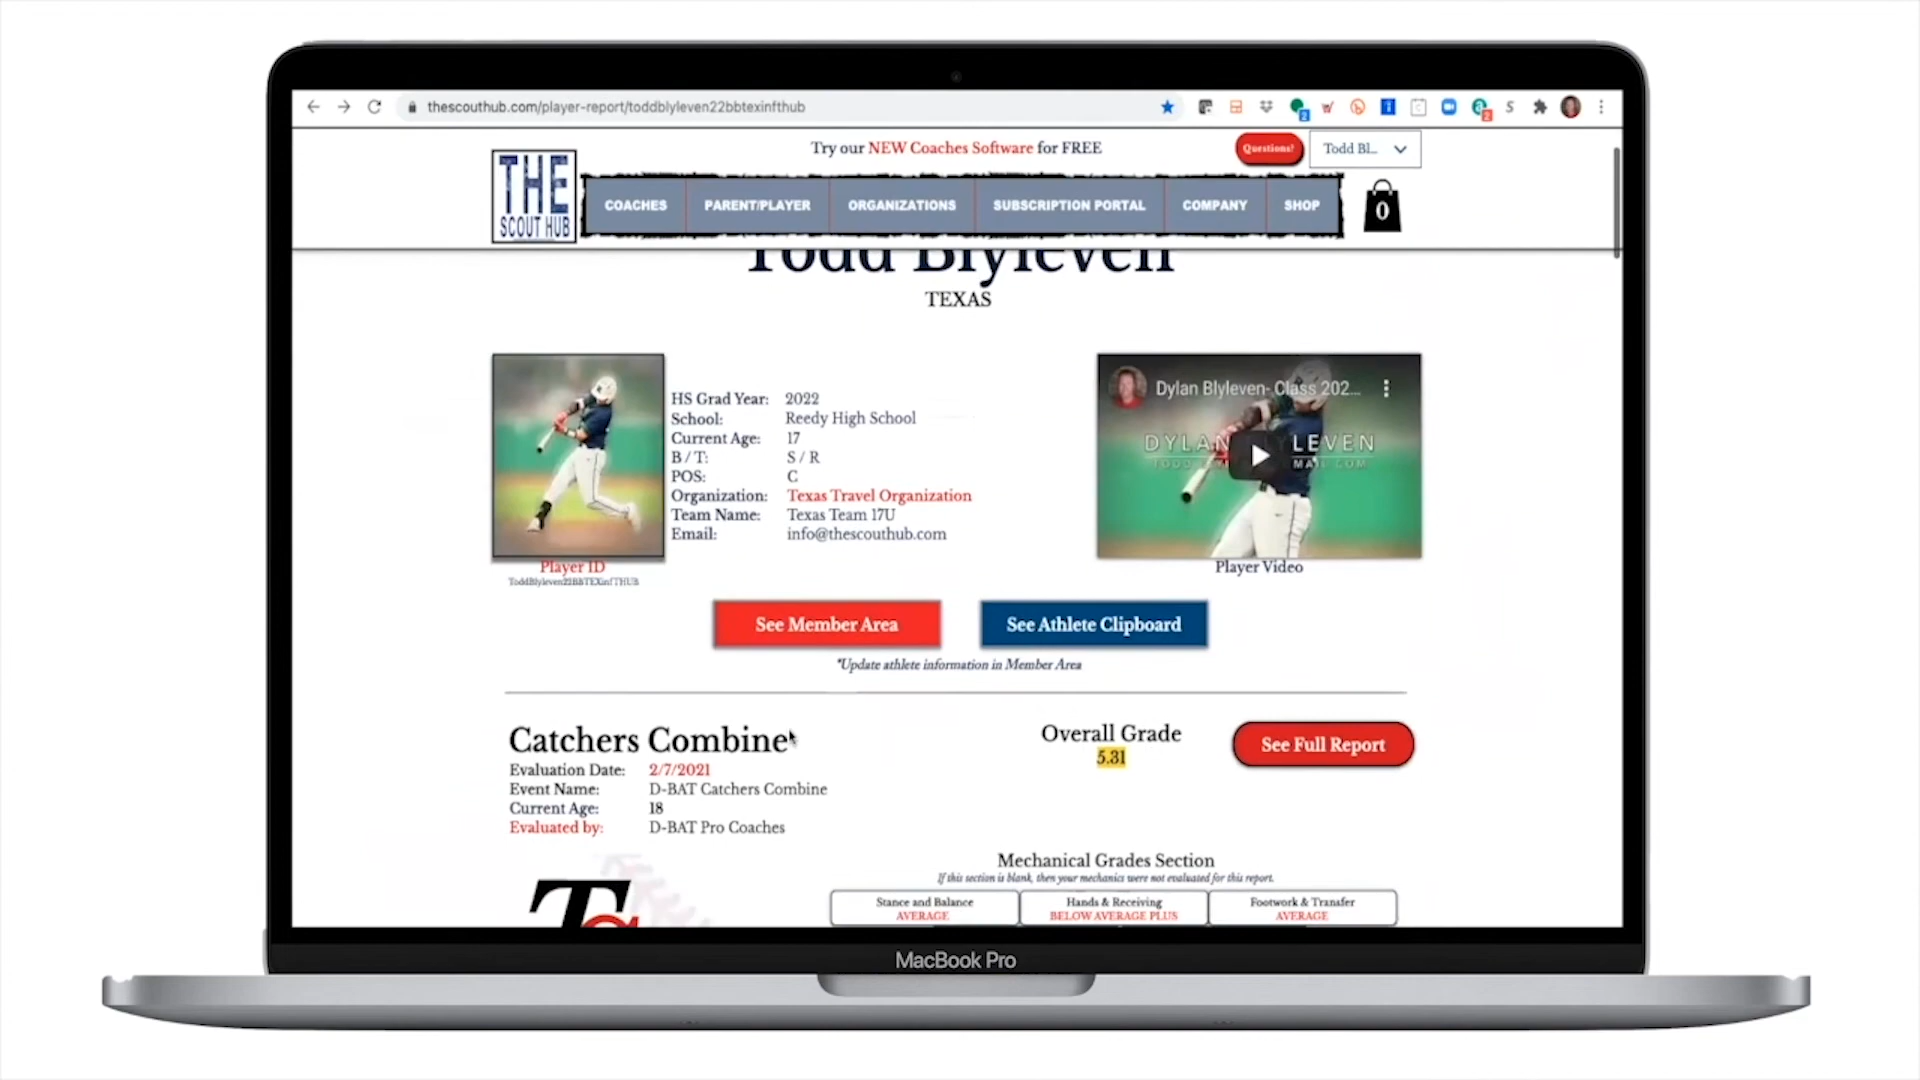 thescouthub.com/player-report/toddblyleven22bbtexinfthub
Try our NEW Coaches Software for FREE
Questions?
Todd Bl...
THE
SCOUT HUB
COACHES
PARENT/PLAYER
ORGANIZATIONS
SUBSCRIPTION PORTAL
COMPANY
SHOP
0
Todd Blyleven
TEXAS
HS Grad Year: 2022
School: Reedy High School
Current Age: 17
B / T: S / R
POS: C
Organization: Texas Travel Organization
Team Name: Texas Team 17U
Email: info@thescouthub.com
Player ID
ToddBlyleven22BBTEXinfTHUB
Dylan Blyleven- Class 202...
Player Video
See Member Area
See Athlete Clipboard
*Update athlete information in Member Area
Catchers Combine
Evaluation Date: 2/7/2021
Event Name: D-BAT Catchers Combine
Current Age: 18
Evaluated by: D-BAT Pro Coaches
Overall Grade
5.31
See Full Report
Mechanical Grades Section
If this section is blank, then your mechanics were not evaluated for this report.
Stance and Balance
AVERAGE
Hands & Receiving
BELOW AVERAGE PLUS
Footwork & Transfer
AVERAGE
MacBook Pro